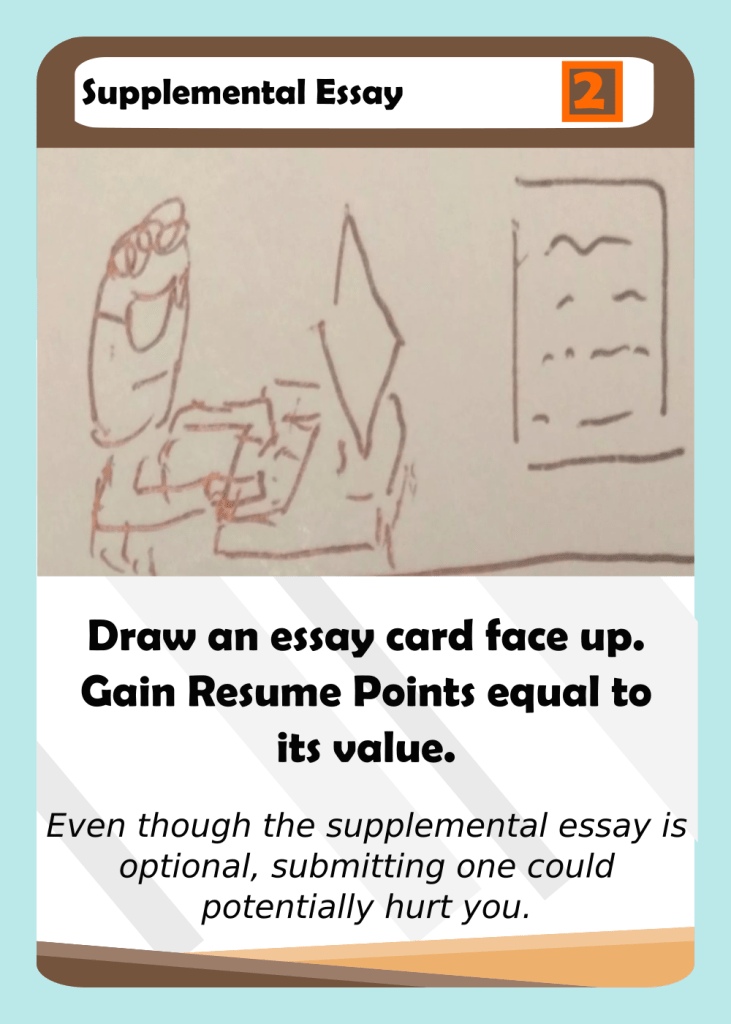 Supplemental Essay
2
Draw an essay card face up.
Gain Resume Points equal to
its value.
Even though the supplemental essay is
optional, submitting one could
potentially hurt you.